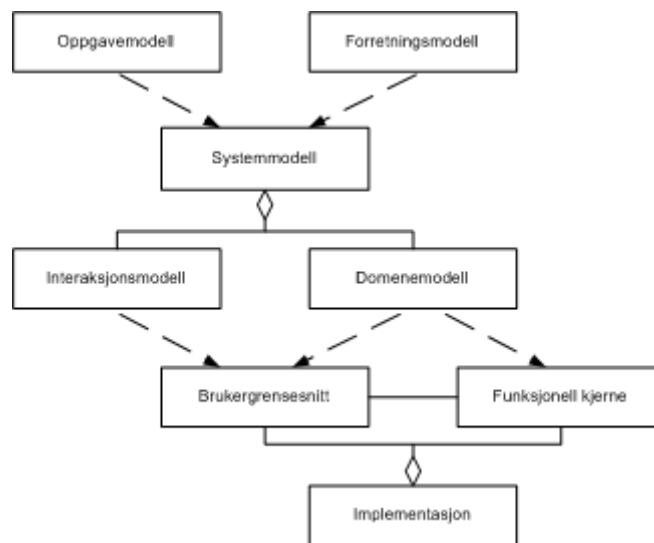 Oppgavemodell
Forretningsmodell
Systemmodell
Interaksjonsmodell
Domenemodell
Brukergrensesnitt
Funksjonell kjerne
Implementasjon